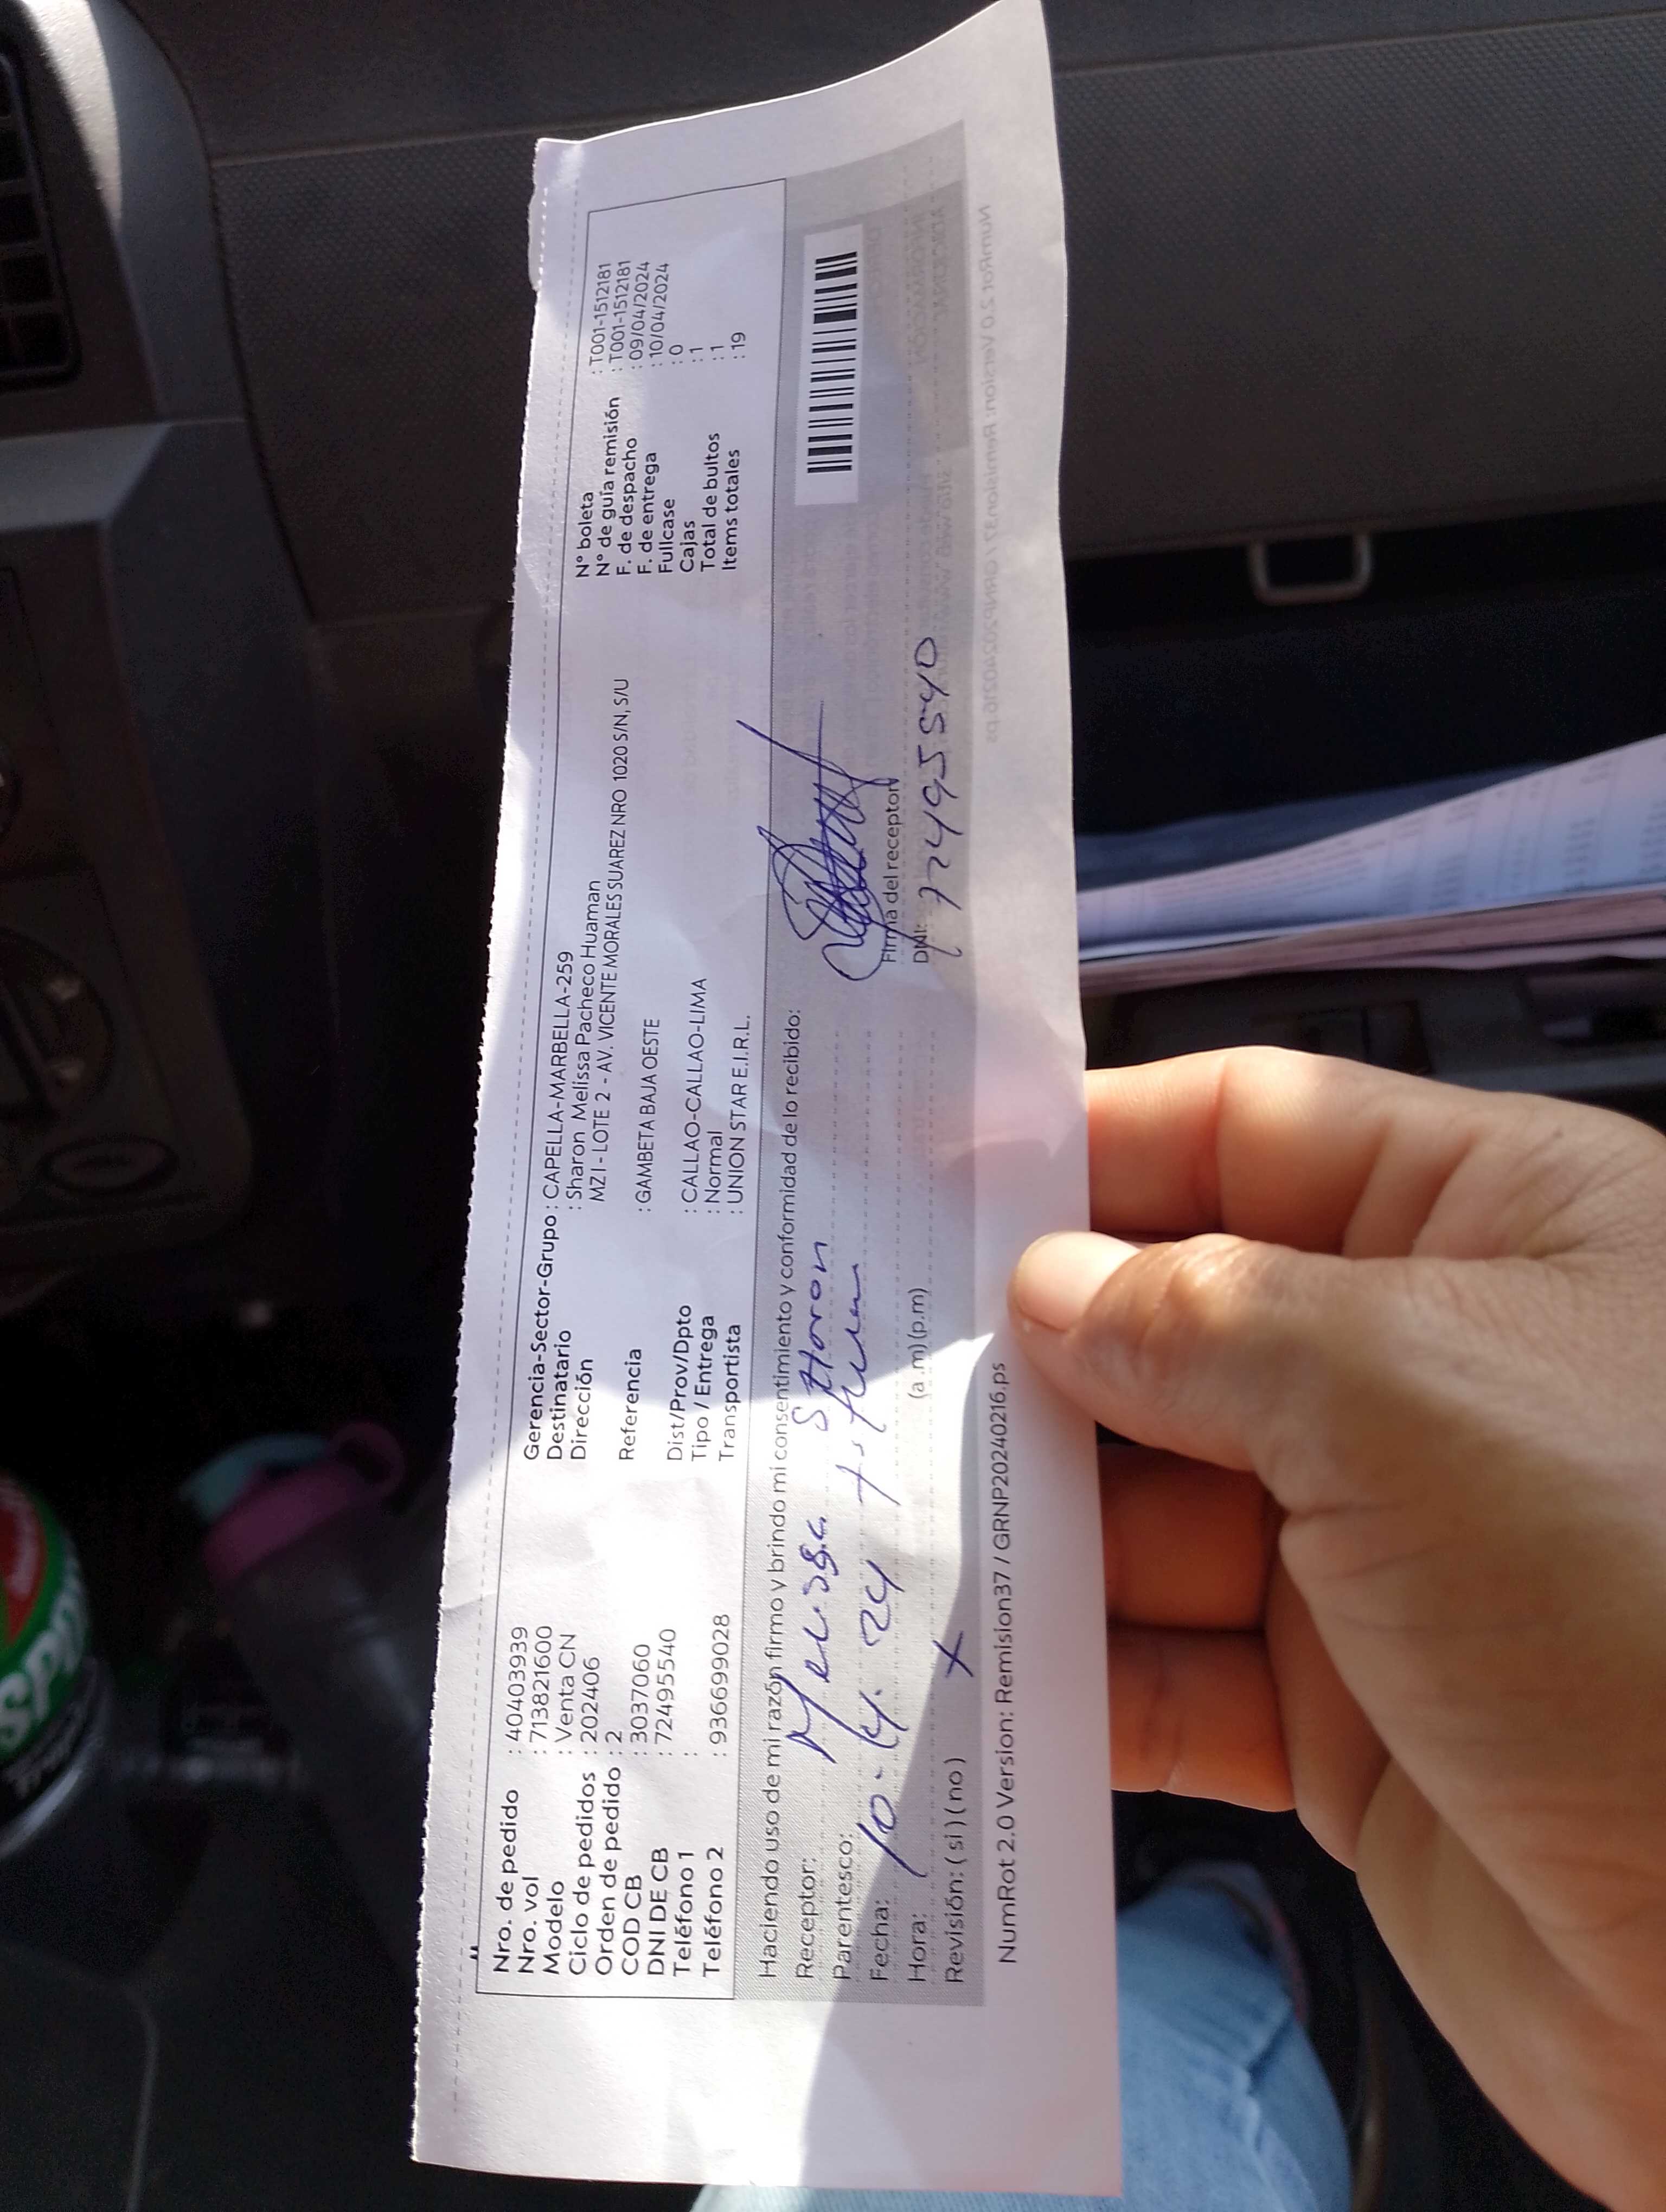 Nro. de pedido : 40403939
Nro. vol : 713821600
Modelo : Venta CN
Ciclo de pedidos : 202406
Orden de pedido : 2
COD CB : 3037060
DNI DE CB : 72495540
Teléfono 1 :
Teléfono 2 : 936699028
Gerencia-Sector-Grupo : CAPELLA-MARBELLA-259
Destinatario : Sharon Melissa Pacheco Huaman
Dirección MZ I - LOTE 2 - AV. VICENTE MORALES SUAREZ NRO 1020 S/N, S/U
Referencia : GAMBETA BAJA OESTE
Dist/Prov/Dpto : CALLAO-CALLAO-LIMA
Tipo / Entrega : Normal
Transportista : UNION STAR E.I.R.L.
N° boleta : T001-1512181
N° de guía remisión : T001-1512181
F. de despacho : 09/04/2024
F. de entrega : 10/04/2024
Fullcase : 0
Cajas : 1
Total de bultos : 1
Items totales : 19
Haciendo uso de mi razón firmo y brindo mi consentimiento y conformidad de lo recibido:
Receptor: Melissa Sharon
Parentesco:
Fecha: 10. 4. 24
Hora: (a.m) (p.m)
Revisión: ( si ) ( no ) X
Firma del receptor
DNI: 72495540
NumRot 2.0 Version: Remision37 / GRNP20240216.ps